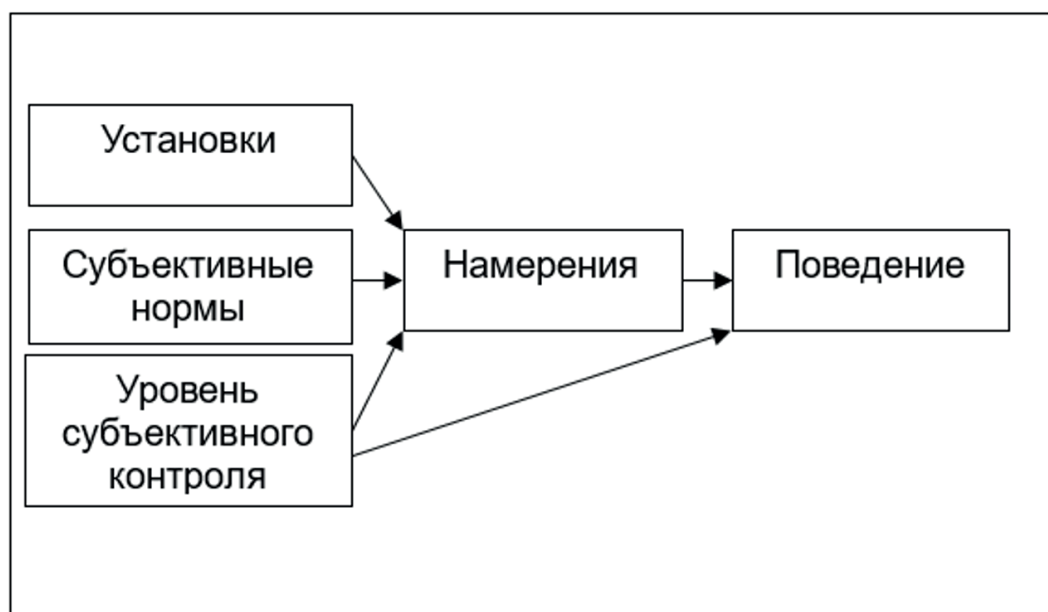 Установки
Субъективные
нормы
Уровень
субъективного
контроля
Намерения
Поведение